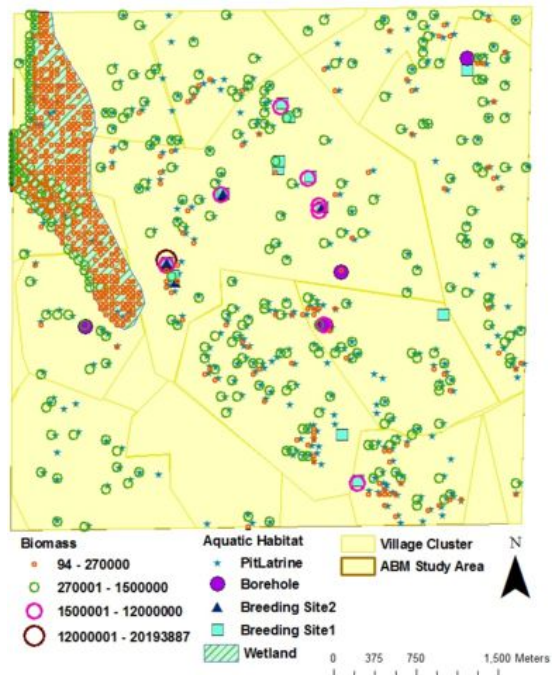 Biomass
94 - 270000
270001 - 1500000
1500001 - 12000000
12000001 - 20193887
Aquatic Habitat
PitLatrine
Borehole
Breeding Site2
Breeding Site1
Wetland
Village Cluster
ABM Study Area
N
0 375 750 1,500 Meters